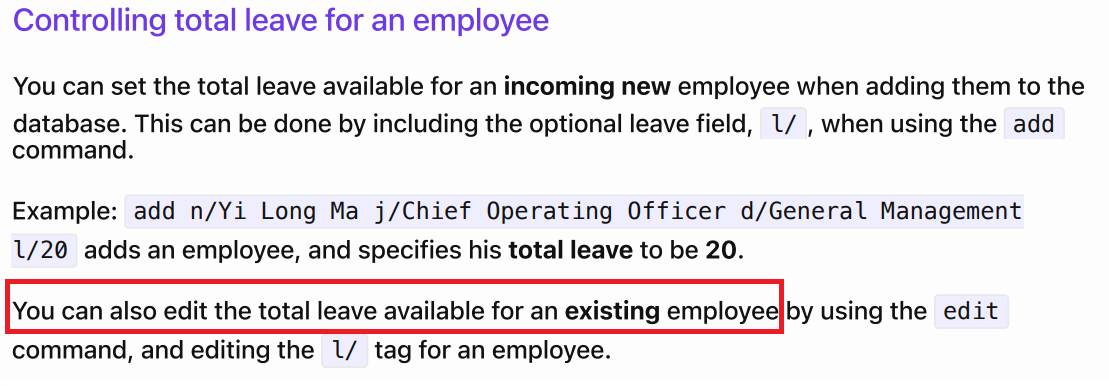 Controlling total leave for an employee
You can set the total leave available for an incoming new employee when adding them to the
database. This can be done by including the optional leave field, l/ , when using the add
command.
Example: add n/Yi Long Ma j/Chief Operating Officer d/General Management
l/20 adds an employee, and specifies his total leave to be 20.
You can also edit the total leave available for an existing employee by using the edit
command, and editing the l/ tag for an employee.